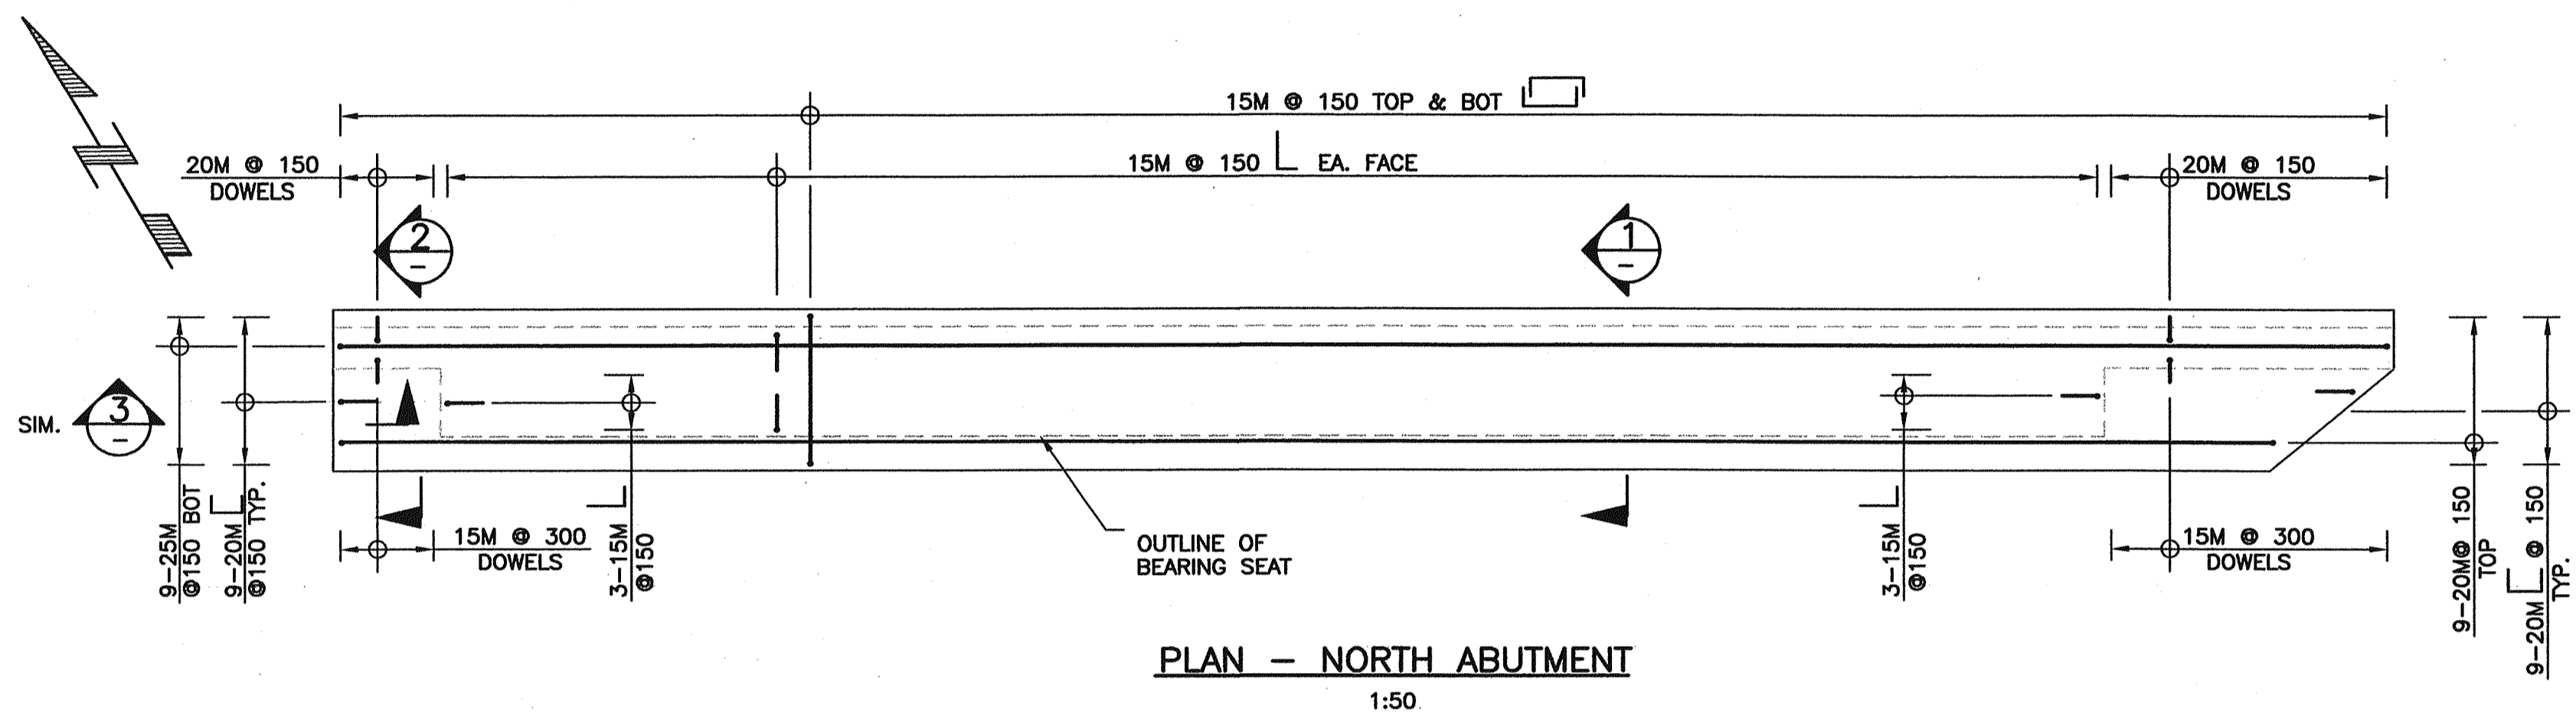 15M @ 150 TOP & BOT
20M @ 150
DOWELS
15M @ 150 EA. FACE
20M @ 150
DOWELS
2
–
1
–
SIM.
3
–
9-25M
@150 BOT
9-20M
@150 TYP.
15M @ 300
DOWELS
3-15M
@150
OUTLINE OF
BEARING SEAT
3-15M
@150
15M @ 300
DOWELS
9-20M@ 150
TOP
9-20M @ 150
TYP.
PLAN – NORTH ABUTMENT
1:50